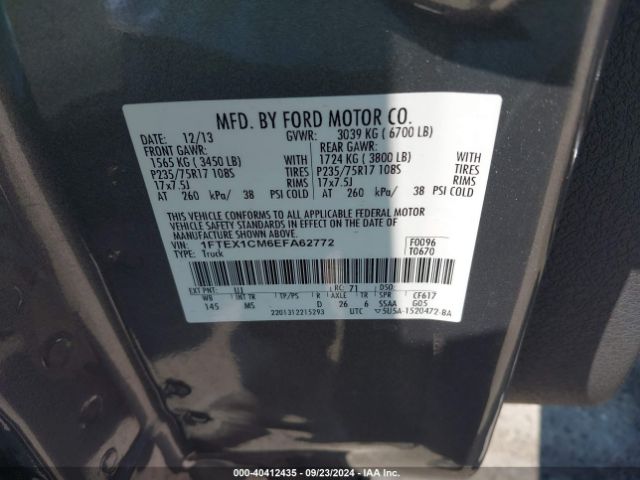 MFD. BY FORD MOTOR CO.
DATE: 12/13 GVWR: 3039 KG (6700 LB)
FRONT GAWR: REAR GAWR:
1565 KG (3450 LB) WITH 1724 KG (3800 LB) WITH
P235/75R17 108S TIRES P235/75R17 108S TIRES
17x7.5J RIMS 17x7.5J RIMS
AT 260 kPa/ 38 PSI COLD AT 260 kPa/ 38 PSI COLD
THIS VEHICLE CONFORMS TO ALL APPLICABLE FEDERAL MOTOR
VEHICLE SAFETY STANDARDS IN EFFECT ON THE DATE OF
MANUFACTURE SHOWN ABOVE.
VIN: 1FTEX1CM6EFA62772 F0096
TYPE: Truck T0670
EXT PNT: UJ RC: 71 DSO:
WB INT TR TP/PS R AXLE TR SPR CF617
145 MS D 26 6 SSAA G05
2201312215293 UTC 5U5A-1520472-BA
000-40412435 - 09/23/2024 - IAA Inc.